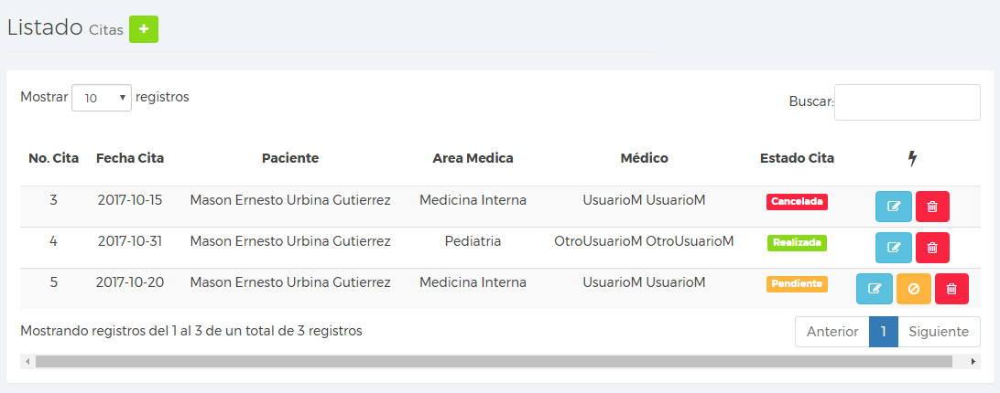 Listado Citas +
Mostrar 10 registros
Buscar:
No. Cita Fecha Cita Paciente Area Medica Médico Estado Cita
3 2017-10-15 Mason Ernesto Urbina Gutierrez Medicina Interna UsuarioM UsuarioM Cancelada
4 2017-10-31 Mason Ernesto Urbina Gutierrez Pediatria OtroUsuarioM OtroUsuarioM Realizada
5 2017-10-20 Mason Ernesto Urbina Gutierrez Medicina Interna UsuarioM UsuarioM Pendiente
Mostrando registros del 1 al 3 de un total de 3 registros
Anterior 1 Siguiente